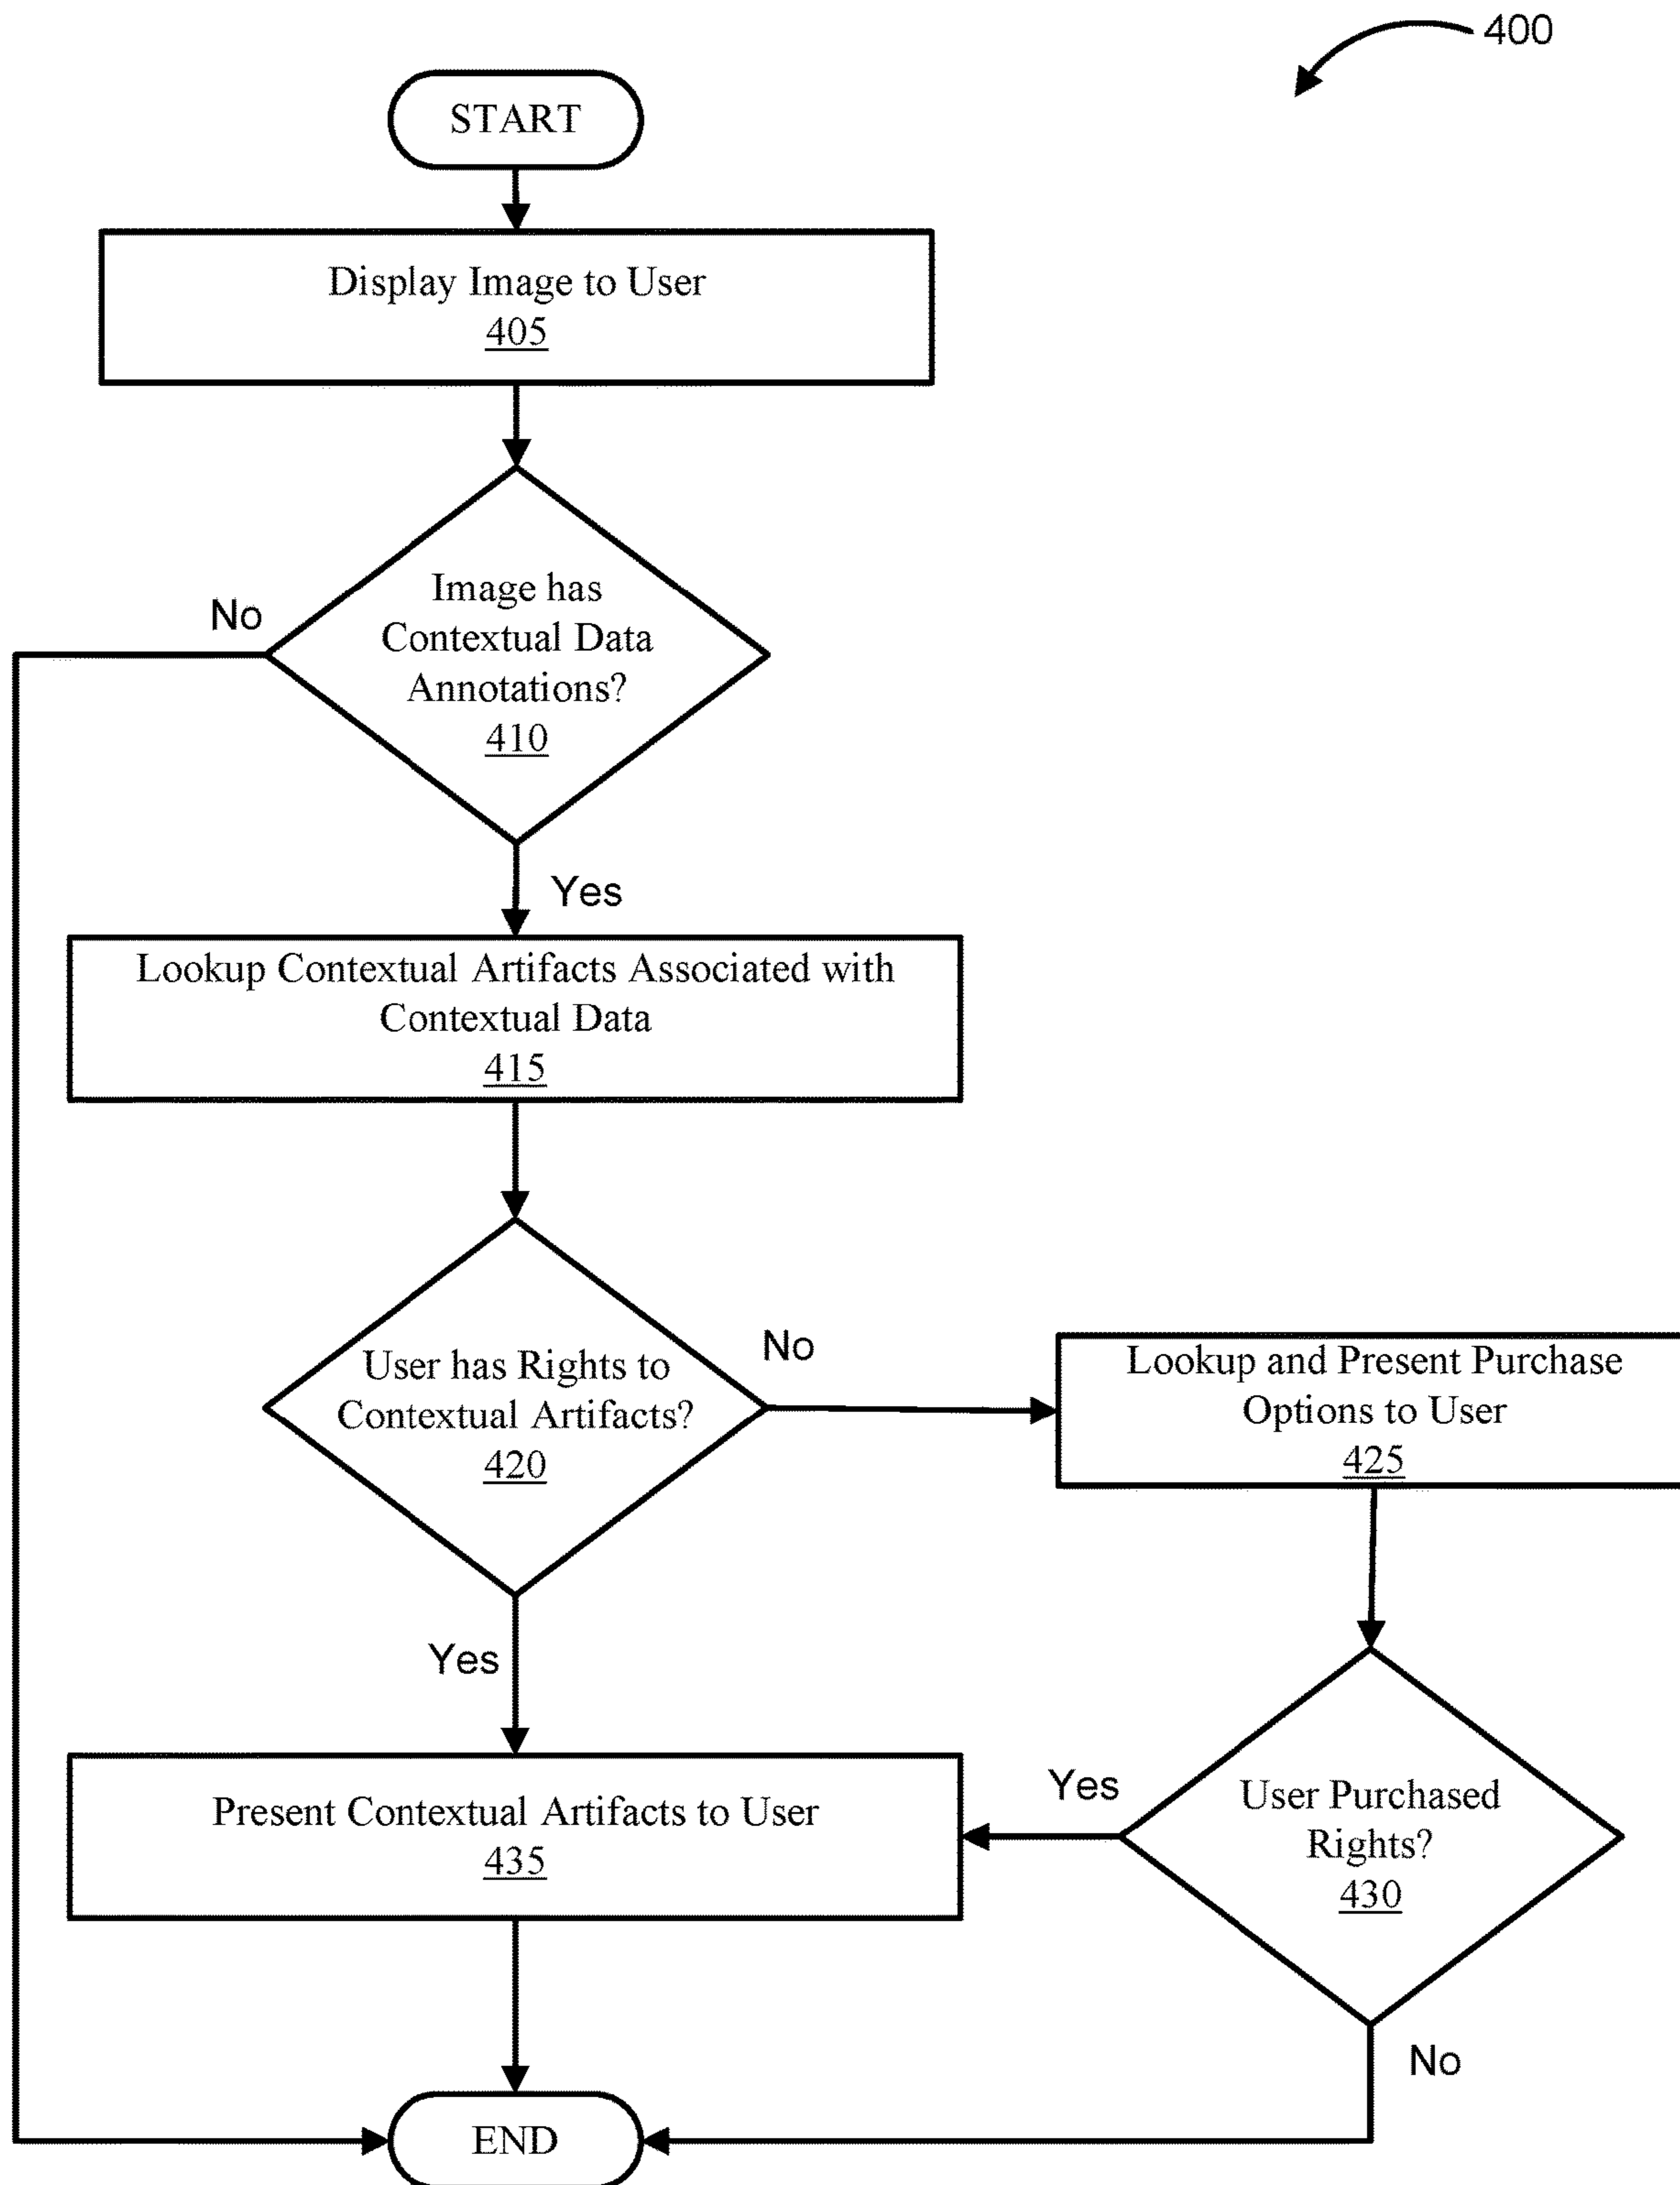 400
START
Display Image to User
405
Image has
Contextual Data
Annotations?
410
No
Yes
Lookup Contextual Artifacts Associated with
Contextual Data
415
User has Rights to
Contextual Artifacts?
420
No
Lookup and Present Purchase
Options to User
425
Yes
Present Contextual Artifacts to User
435
Yes
User Purchased
Rights?
430
No
END